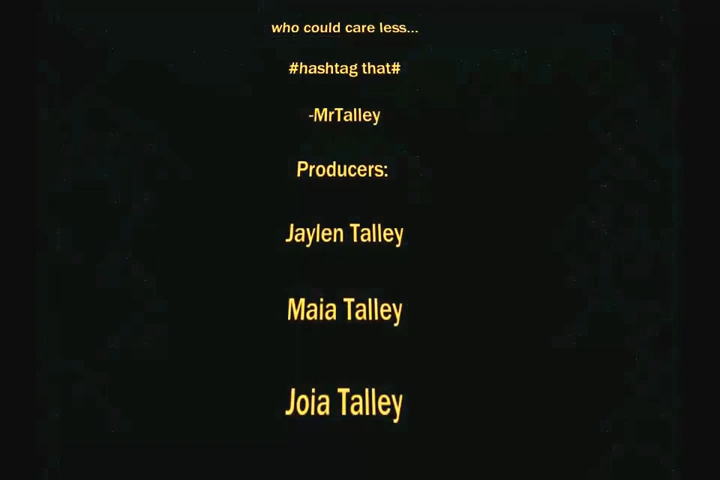 who could care less...
#hashtag that#
-MrTalley
Producers:
Jaylen Talley
Maia Talley
Joia Talley